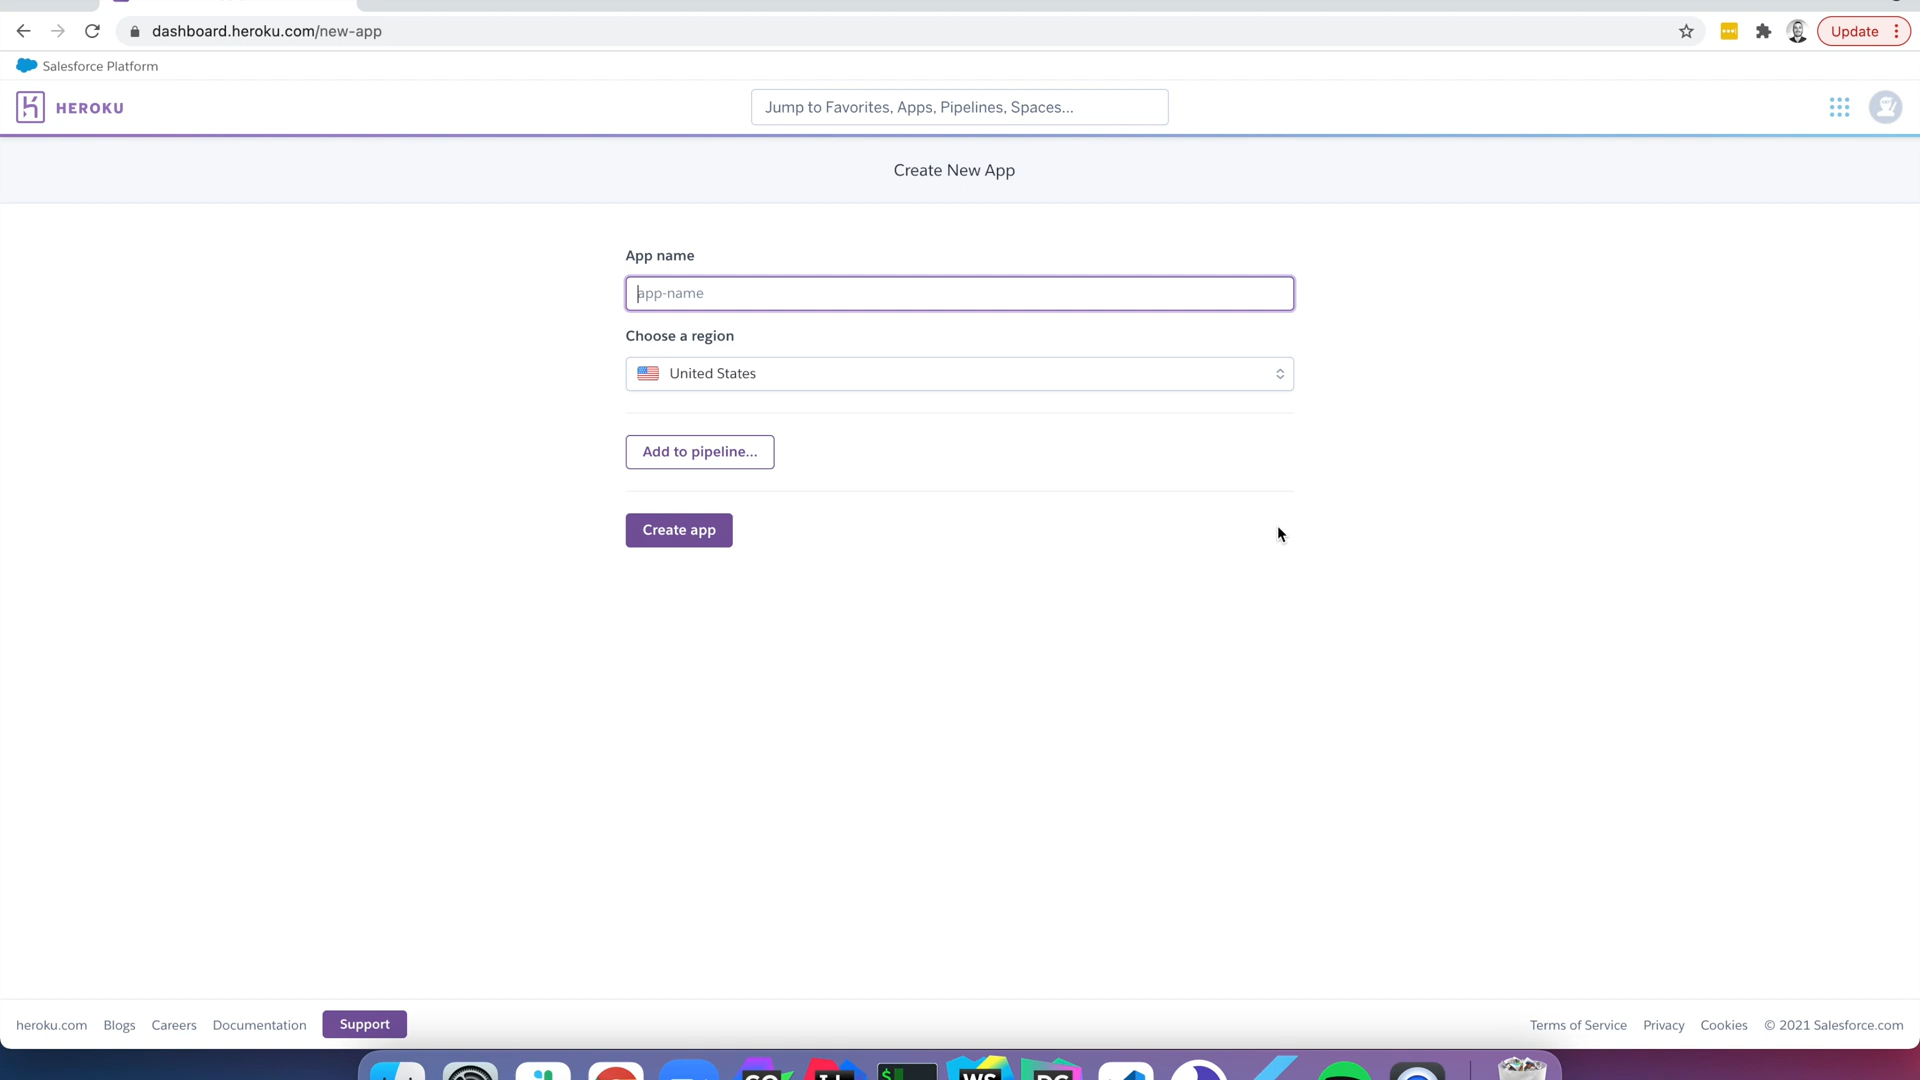 dashboard.heroku.com/new-app
Update
Salesforce Platform
HEROKU
Jump to Favorites, Apps, Pipelines, Spaces...
Create New App
App name
app-name
Choose a region
United States
Add to pipeline...
Create app
heroku.com Blogs Careers Documentation Support
Terms of Service Privacy Cookies © 2021 Salesforce.com
$
WS